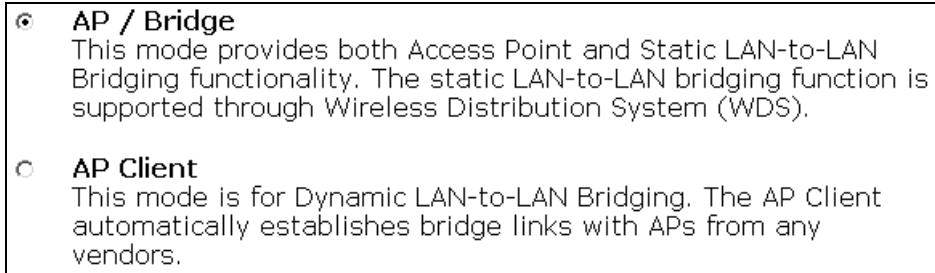 AP / Bridge
This mode provides both Access Point and Static LAN-to-LAN
Bridging functionality. The static LAN-to-LAN bridging function is
supported through Wireless Distribution System (WDS).
AP Client
This mode is for Dynamic LAN-to-LAN Bridging. The AP Client
automatically establishes bridge links with APs from any
vendors.